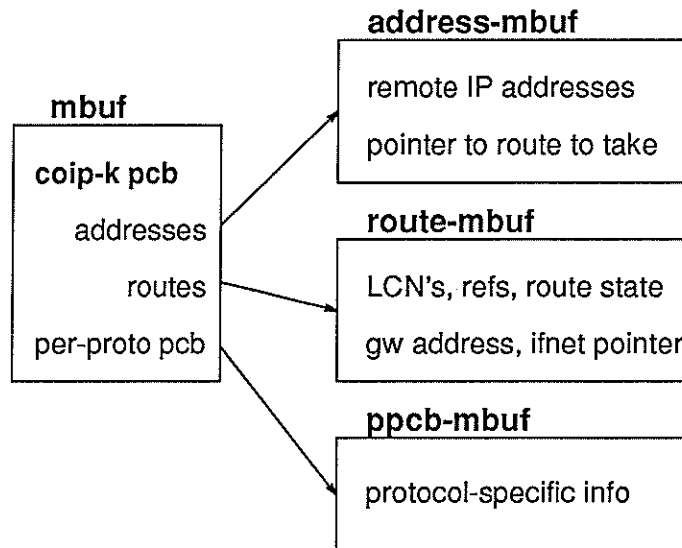 mbuf
coip-k pcb
addresses
routes
per-proto pcb
address-mbuf
remote IP addresses
pointer to route to take
route-mbuf
LCN's, refs, route state
gw address, ifnet pointer
ppcb-mbuf
protocol-specific info